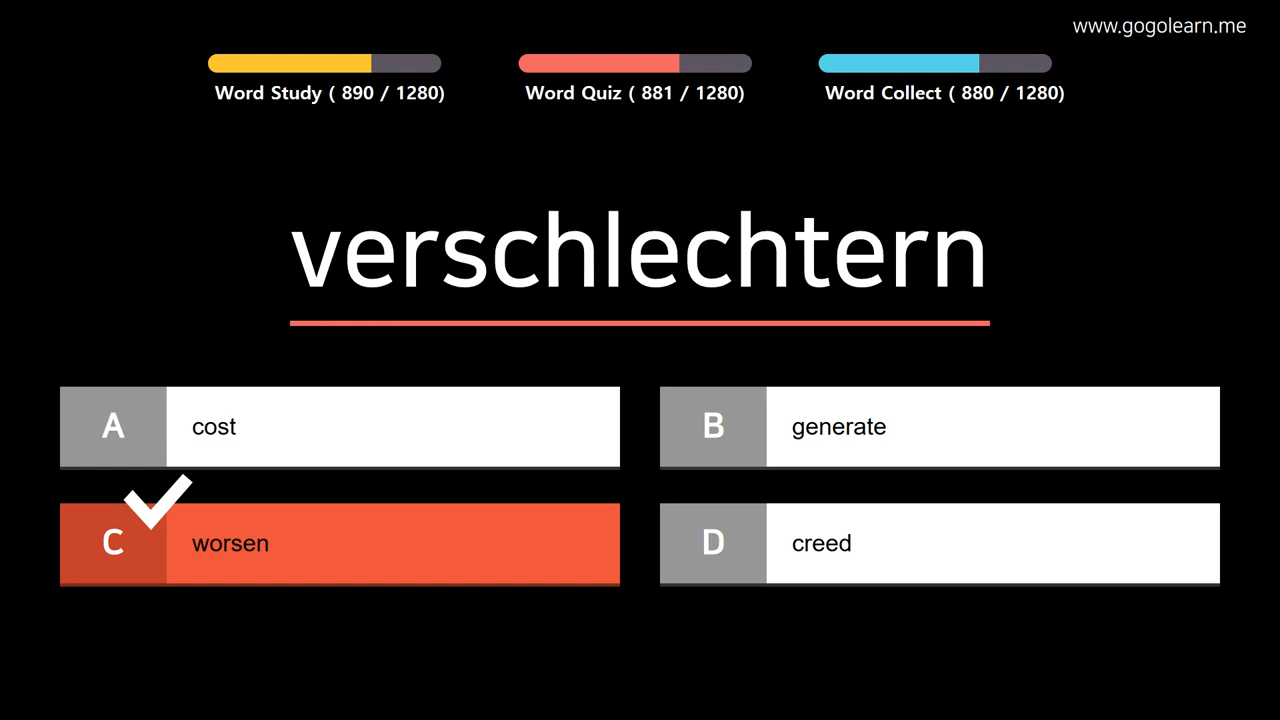 www.gogolearn.me
Word Study ( 890 / 1280)
Word Quiz ( 881 / 1280)
Word Collect ( 880 / 1280)
verschlechtern
A cost
B generate
C worsen
D creed